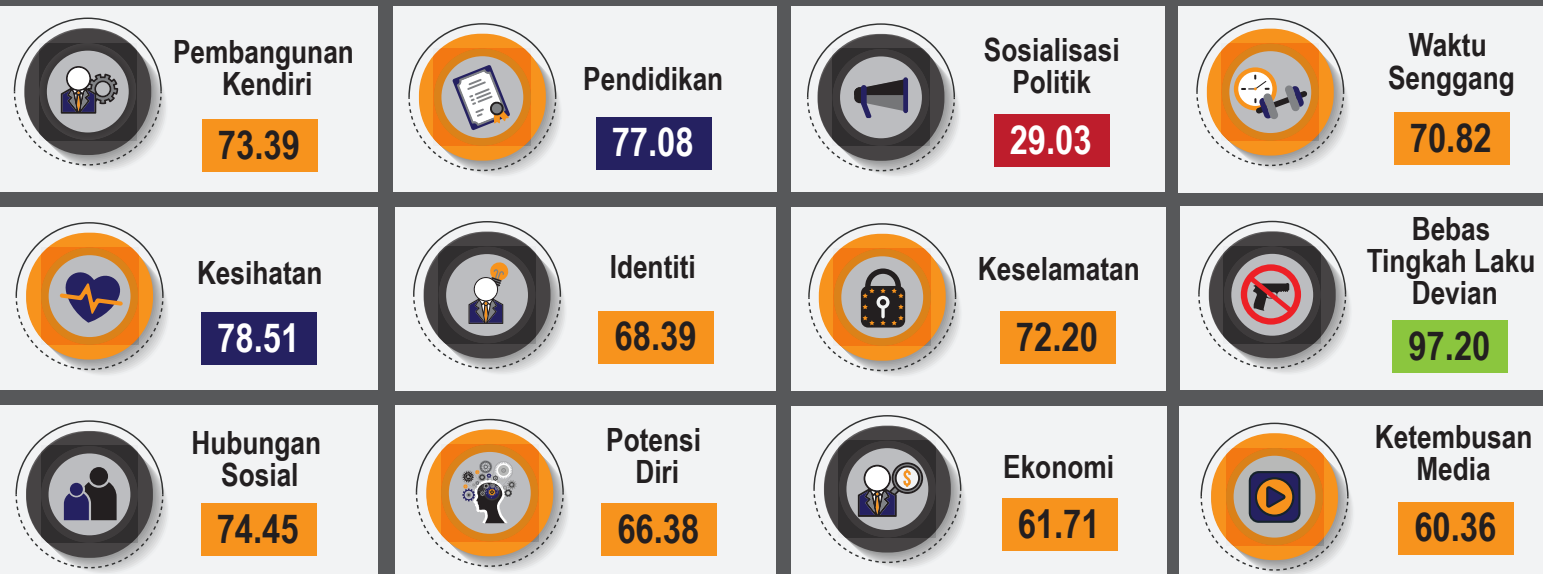 Pembangunan
Kendiri
73.39
Pendidikan
77.08
Sosialisasi
Politik
29.03
Waktu
Senggang
70.82
Kesihatan
78.51
Identiti
68.39
Keselamatan
72.20
Bebas
Tingkah Laku
Devian
97.20
Hubungan
Sosial
74.45
Potensi
Diri
66.38
$
Ekonomi
61.71
Ketembusan
Media
60.36